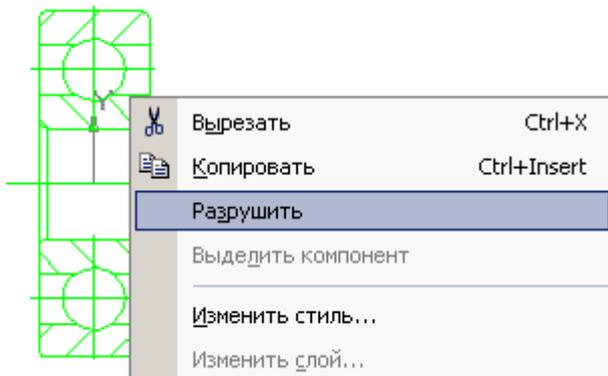 Y
Вырезать Ctrl+X
Копировать Ctrl+Insert
Разрушить
Выделить компонент
Изменить стиль...
Изменить слой...